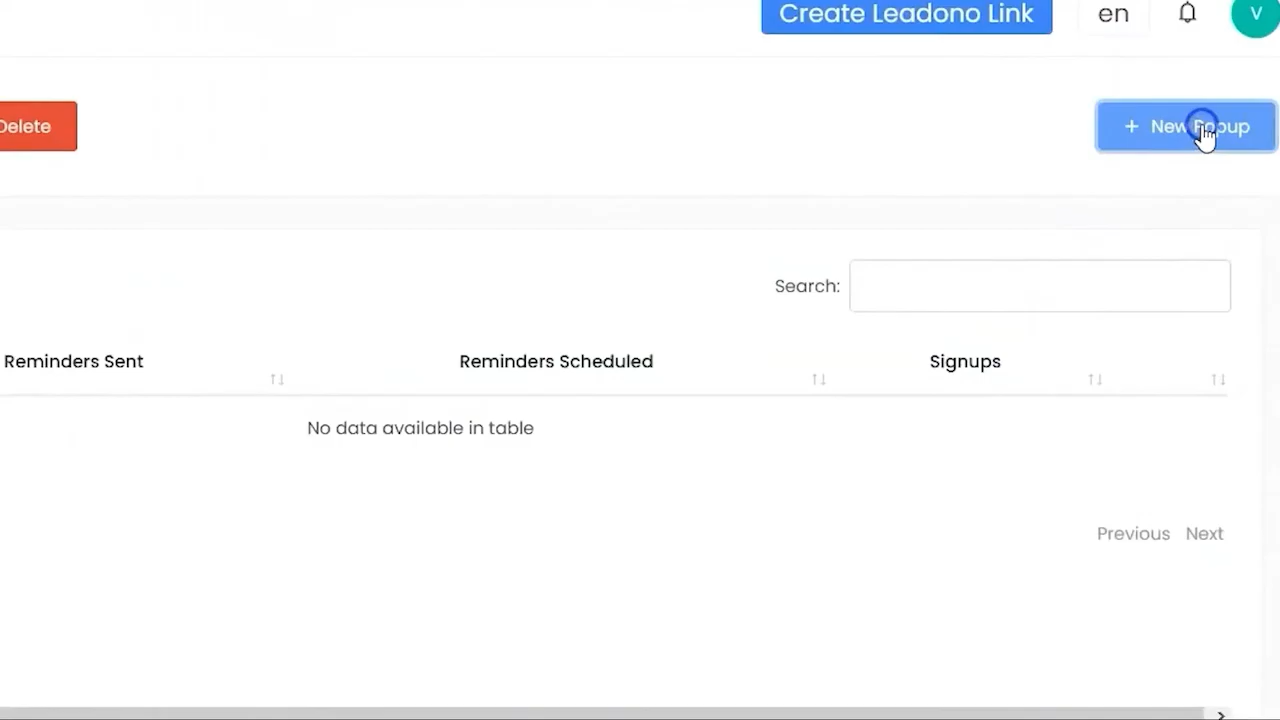 Create Leadono Link
en
V
Delete
+ New Popup
Search:
Reminders Sent
Reminders Scheduled
Signups
No data available in table
Previous
Next